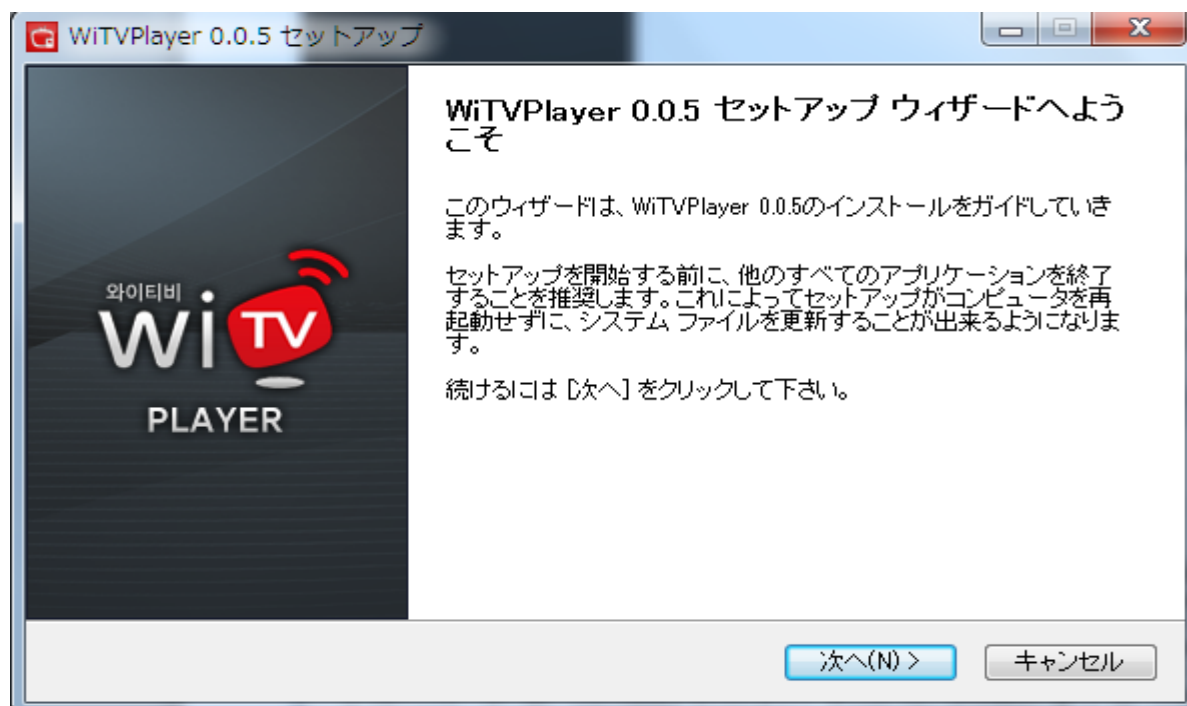 WiTVPlayer 0.0.5 セットアップ
WiTVPlayer 0.0.5 セットアップ ウィザードへよう
こそ
このウィザードは、WiTVPlayer 0.0.5のインストールをガイドしていき
ます。
セットアップを開始する前に、他のすべてのアプリケーションを終了
することを推奨します。これによってセットアップがコンピュータを再
起動せずに、システム ファイルを更新することが出来るようになりま
す。
続けるには [次へ] をクリックして下さい。
와이티비
Wi TV
PLAYER
次へ(N) >
キャンセル